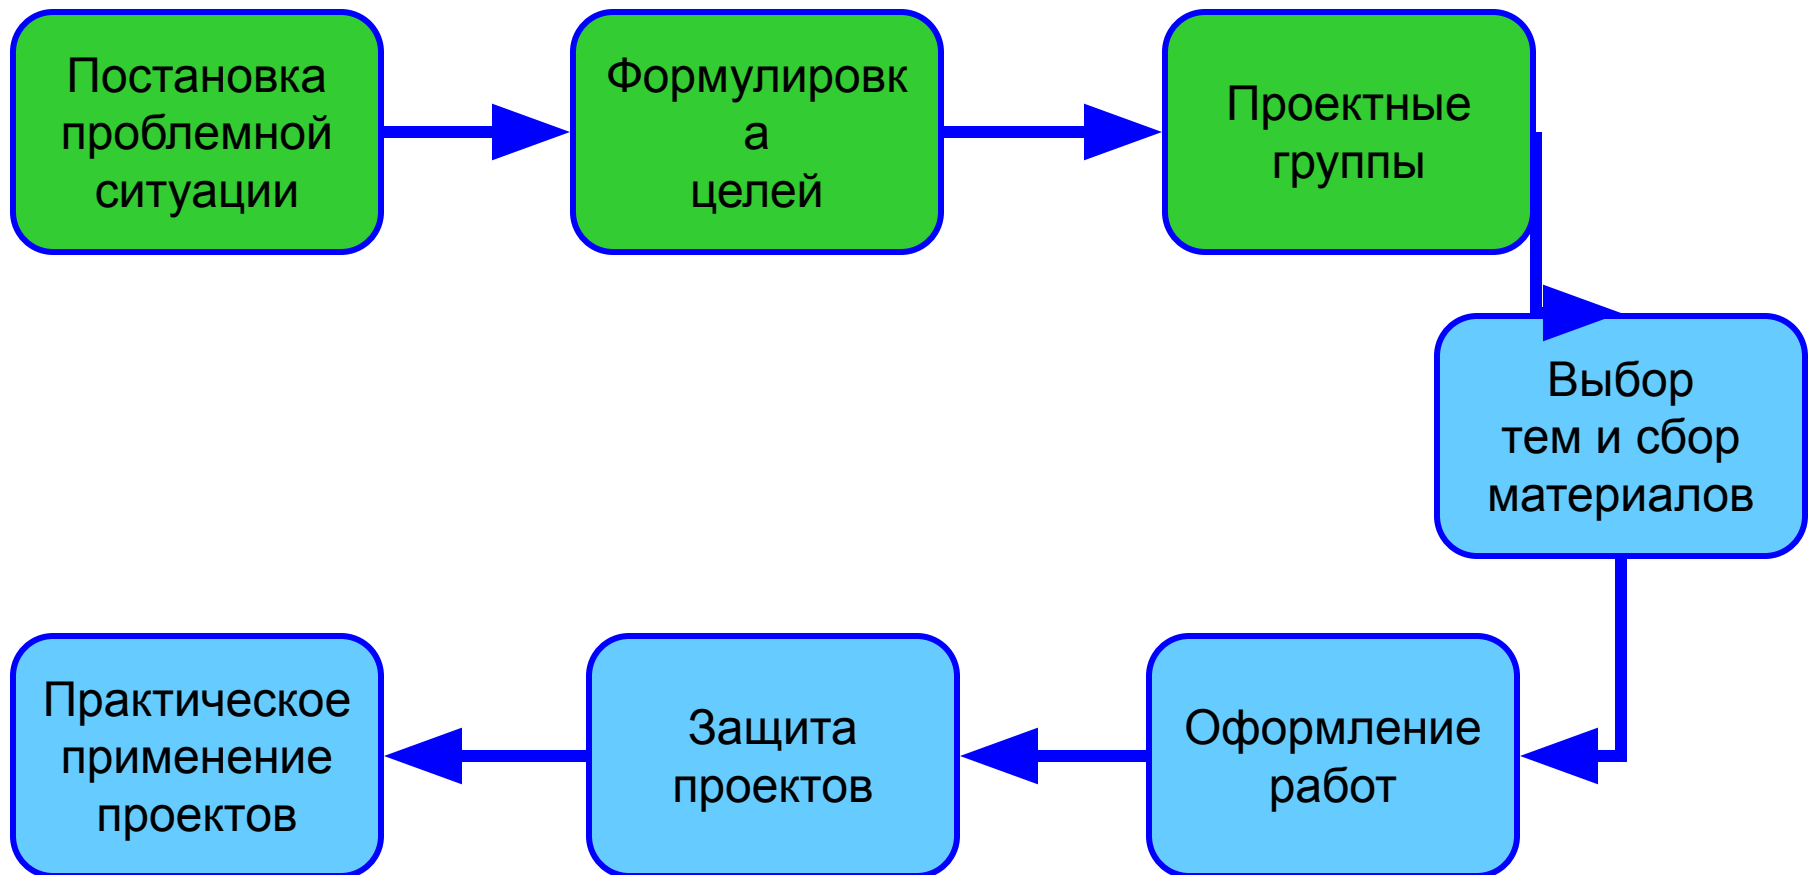 Постановка
проблемной
ситуации
Формулировк
а
целей
Проектные
группы
Выбор
тем и сбор
материалов
Оформление
работ
Защита
проектов
Практическое
применение
проектов